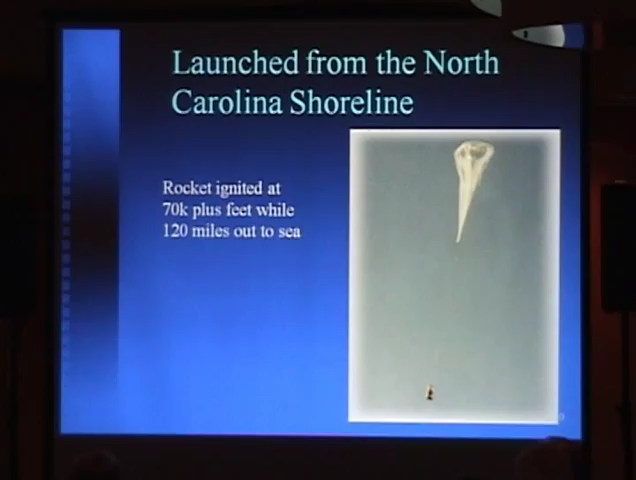 Launched from the North
Carolina Shoreline
Rocket ignited at
70k plus feet while
120 miles out to sea